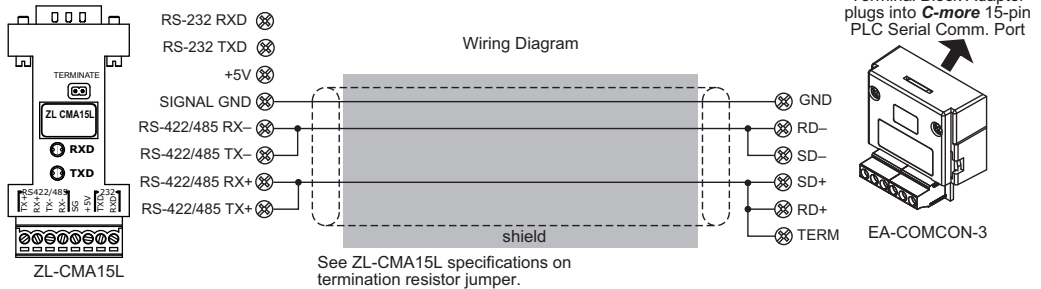 Terminal Block Adapter
plugs into C-more 15-pin
PLC Serial Comm. Port
RS-232 RXD
RS-232 TXD
+5V
SIGNAL GND
RS-422/485 RX–
RS-422/485 TX–
RS-422/485 RX+
RS-422/485 TX+
Wiring Diagram
shield
See ZL-CMA15L specifications on
termination resistor jumper.
GND
RD–
SD–
SD+
RD+
TERM
EA-COMCON-3
TERMINATE
ZL CMA15L
RXD
TXD
RS422/485
232
TX+
RX+
TX-
RX-
SG
+5V
TXD
RXD
ZL-CMA15L